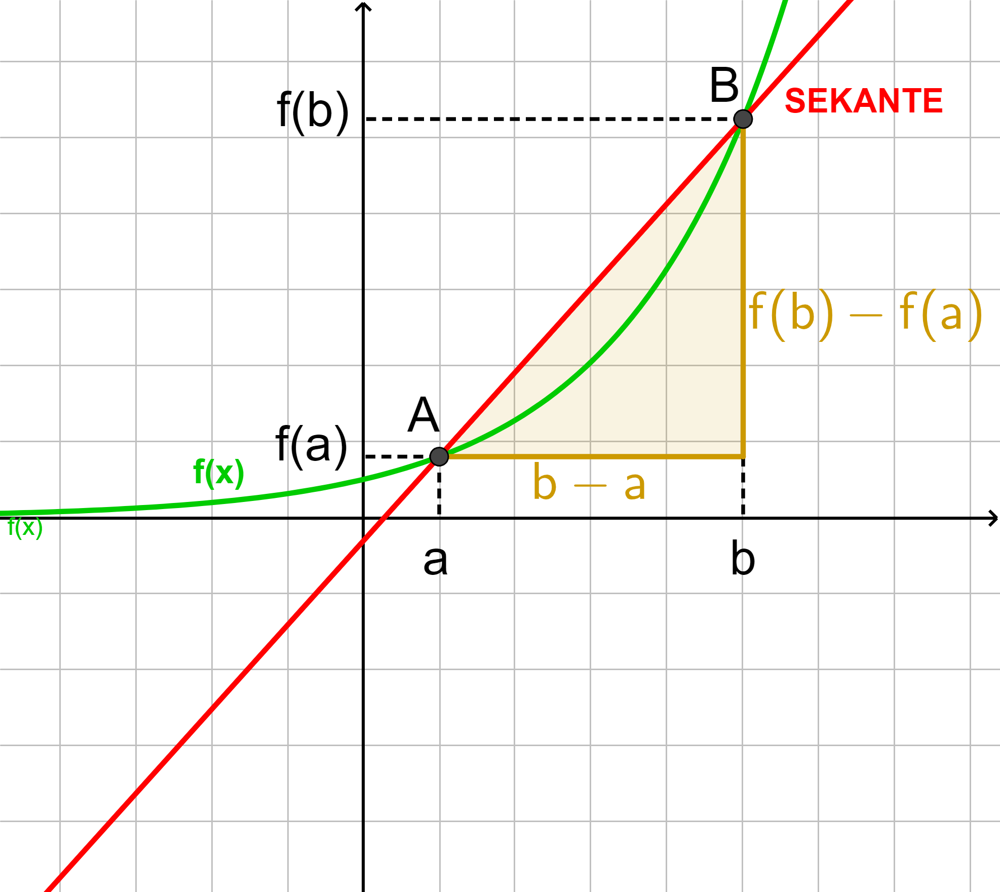 B
SEKANTE
f(b)
f(b) – f(a)
A
f(a)
f(x)
b – a
f(x)
a
b